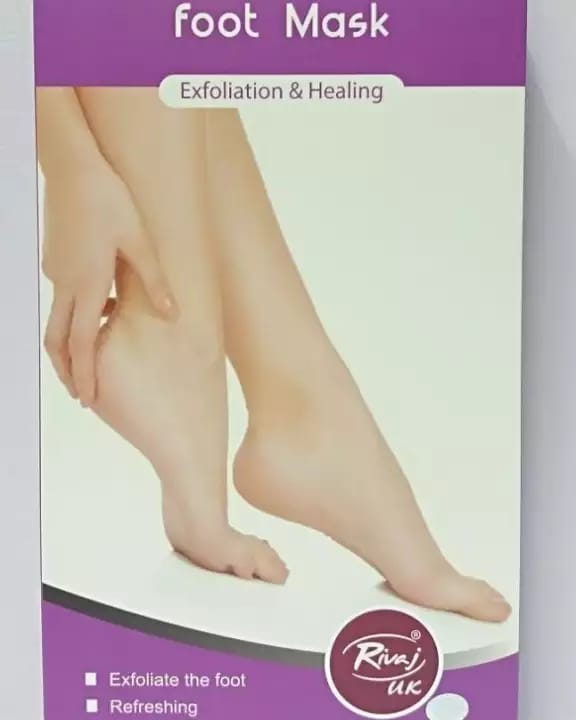 foot Mask
Exfoliation & Healing
Exfoliate the foot
Refreshing
Rivaj ®
UK